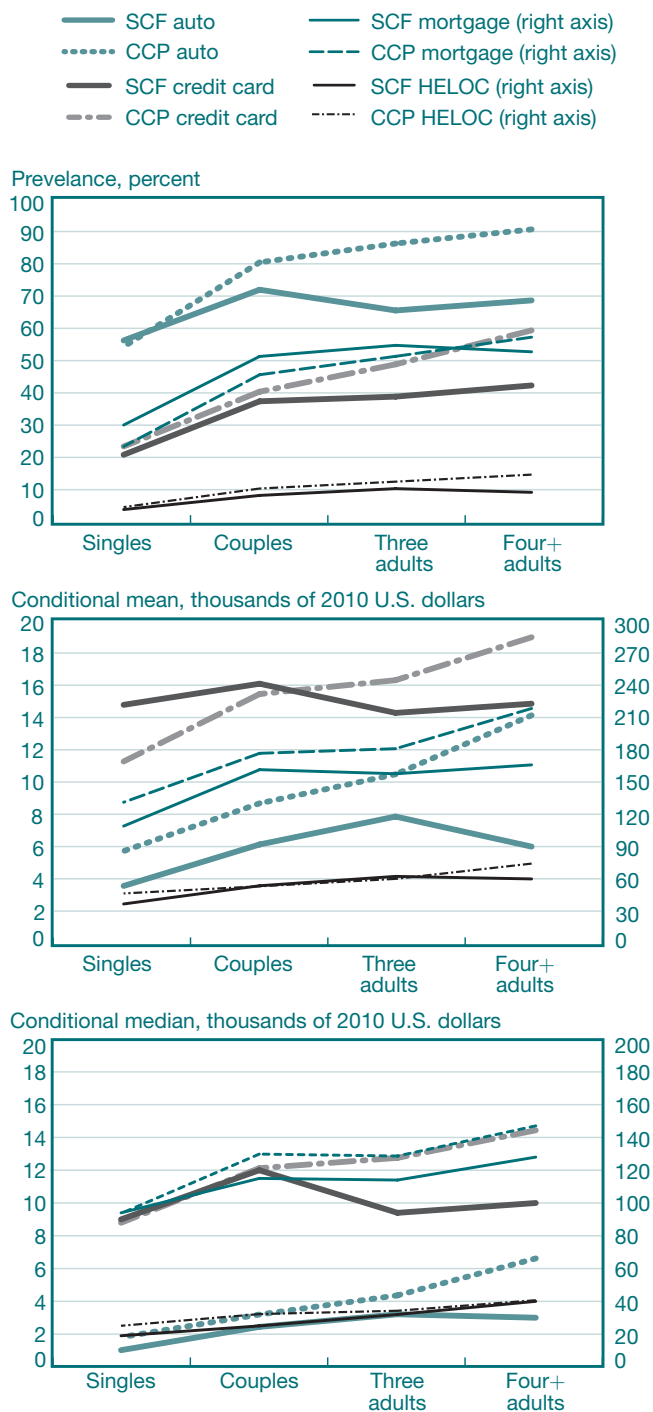 SCF auto
SCF mortgage (right axis)
CCP auto
CCP mortgage (right axis)
SCF credit card
SCF HELOC (right axis)
CCP credit card
CCP HELOC (right axis)
Prevelance, percent
100
90
80
70
60
50
40
30
20
10
0
Singles
Couples
Three
adults
Four+
adults
Conditional mean, thousands of 2010 U.S. dollars
20 300
18 270
16 240
14 210
12 180
10 150
8 120
6 90
4 60
2 30
0 0
Singles
Couples
Three
adults
Four+
adults
Conditional median, thousands of 2010 U.S. dollars
20 200
18 180
16 160
14 140
12 120
10 100
8 80
6 60
4 40
2 20
0 0
Singles
Couples
Three
adults
Four+
adults